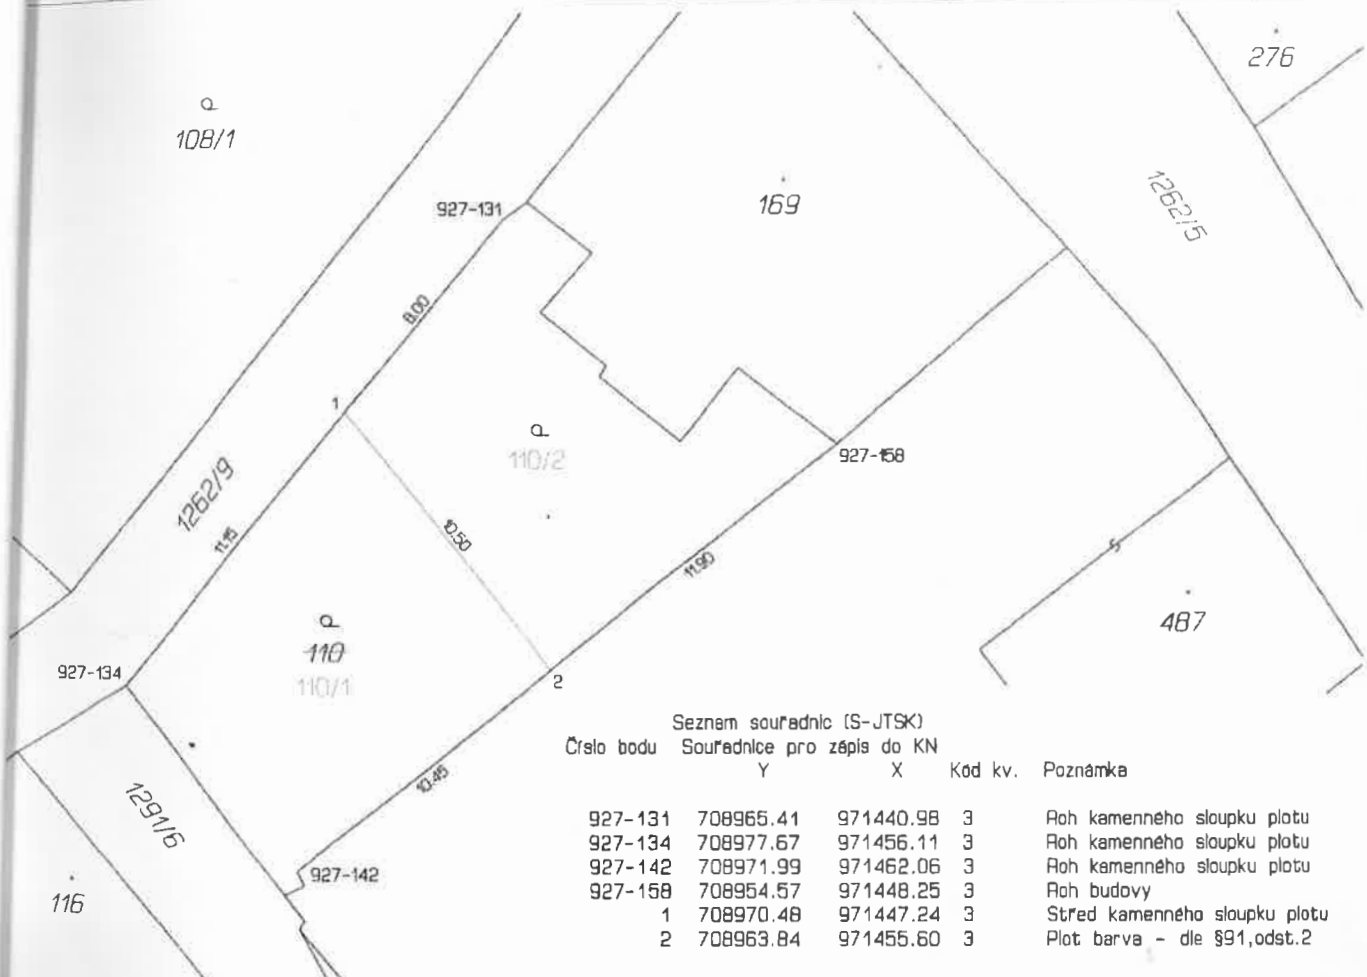 276
108/1
169
1262/5
927-131
8.00
1
110/2
927-158
1262/9
11.15
10.50
11.90
487
110
110/1
927-134
2
10.45
1291/6
927-142
116
Seznam souřadnic (S-JTSK)
Číslo bodu Souřadnice pro zápis do KN
Y X Kód kv. Poznámka
927-131 708965.41 971440.98 3 Roh kamenného sloupku plotu
927-134 708977.67 971456.11 3 Roh kamenného sloupku plotu
927-142 708971.99 971462.06 3 Roh kamenného sloupku plotu
927-158 708954.57 971448.25 3 Roh budovy
1 708970.48 971447.24 3 Střed kamenného sloupku plotu
2 708963.84 971455.60 3 Plot barva - dle §91,odst.2